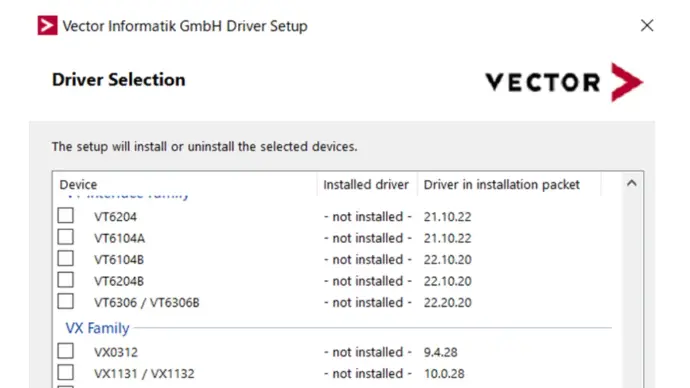 Vector Informatik GmbH Driver Setup
Driver Selection
VECTOR
The setup will install or uninstall the selected devices.
Device Installed driver Driver in installation packet
VT6204 - not installed - 21.10.22
VT6104A - not installed - 21.10.22
VT6104B - not installed - 22.10.20
VT6204B - not installed - 22.10.20
VT6306 / VT6306B - not installed - 22.20.20
VX Family
VX0312 - not installed - 9.4.28
VX1131 / VX1132 - not installed - 10.0.28